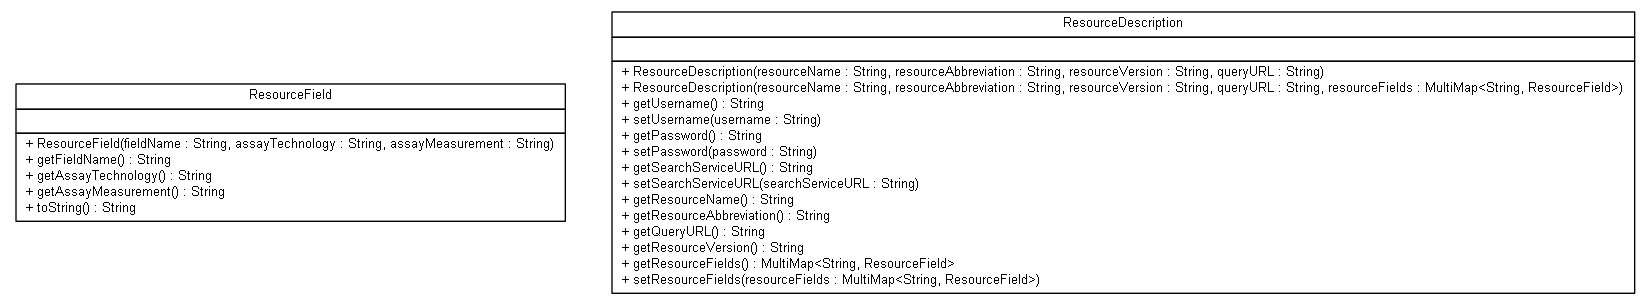 ResourceField
+ ResourceField(fieldName : String, assayTechnology : String, assayMeasurement : String)
+ getFieldName() : String
+ getAssayTechnology() : String
+ getAssayMeasurement() : String
+ toString() : String
ResourceDescription
+ ResourceDescription(resourceName : String, resourceAbbreviation : String, resourceVersion : String, queryURL : String)
+ ResourceDescription(resourceName : String, resourceAbbreviation : String, resourceVersion : String, queryURL : String, resourceFields : MultiMap<String, ResourceField>)
+ getUsername() : String
+ setUsername(username : String)
+ getPassword() : String
+ setPassword(password : String)
+ getSearchServiceURL() : String
+ setSearchServiceURL(searchServiceURL : String)
+ getResourceName() : String
+ getResourceAbbreviation() : String
+ getQueryURL() : String
+ getResourceVersion() : String
+ getResourceFields() : MultiMap<String, ResourceField>
+ setResourceFields(resourceFields : MultiMap<String, ResourceField>)